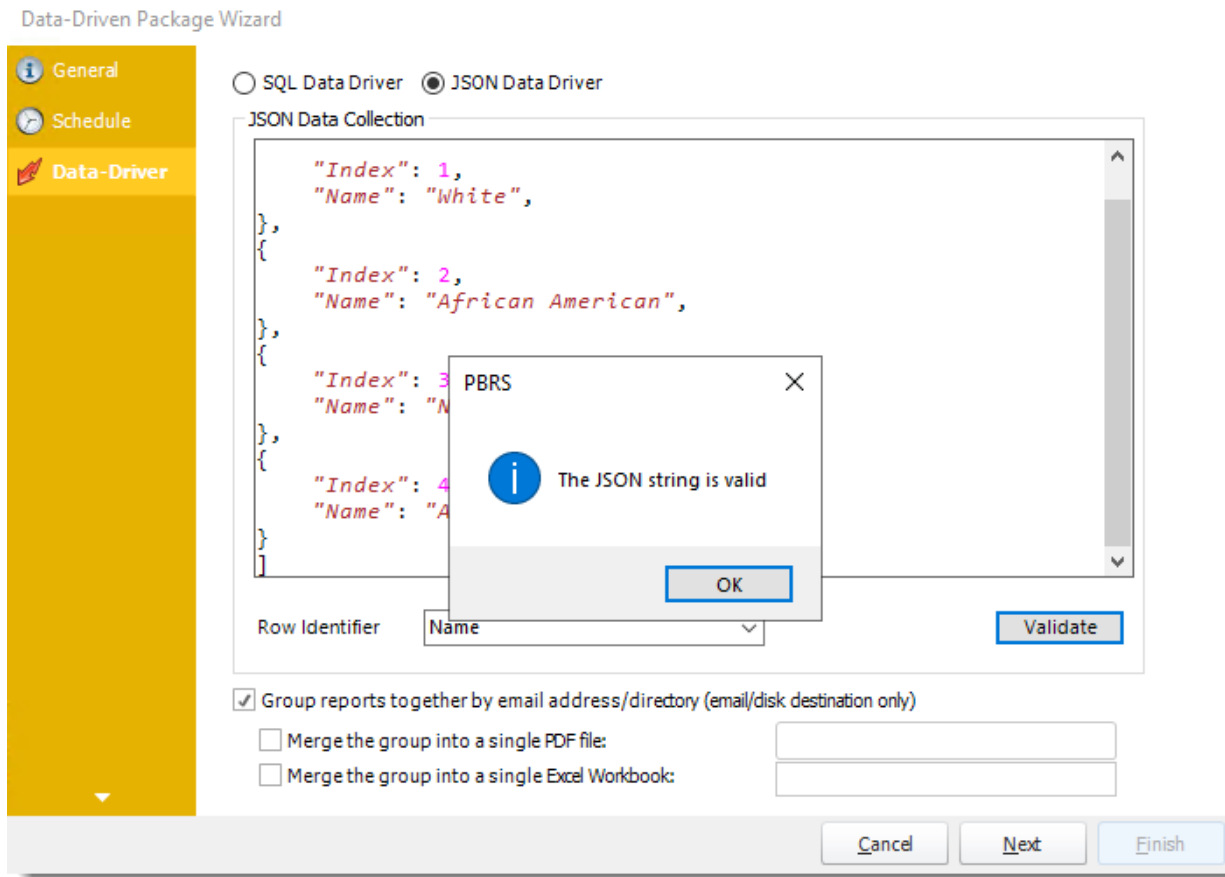 Data-Driven Package Wizard
General
Schedule
Data-Driver
SQL Data Driver
JSON Data Driver
JSON Data Collection
"Index": 1,
"Name": "White",
},
{
"Index": 2,
"Name": "African American",
},
{
"Index": 3
"Name": "N
},
{
"Index": 4
"Name": "A
}
]
PBRS
The JSON string is valid
OK
Row Identifier
Name
Validate
Group reports together by email address/directory (email/disk destination only)
Merge the group into a single PDF file:
Merge the group into a single Excel Workbook:
Cancel
Next
Finish